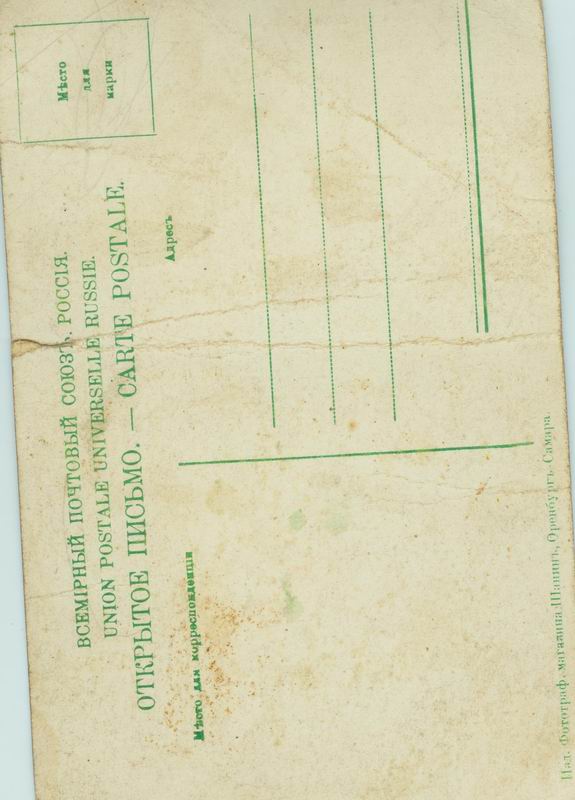 ВСЕМІРНЫЙ ПОЧТОВЫЙ СОЮЗЪ. РОССІЯ.
UNION POSTALE UNIVERSELLE RUSSIE.
ОТКРЫТОЕ ПИСЬМО. — CARTE POSTALE.
Мѣсто
для
марки
Мѣсто для корреспонденціи
Адресъ
Изд. Фотограф. магазина Шанинъ, Оренбургъ-Самара.